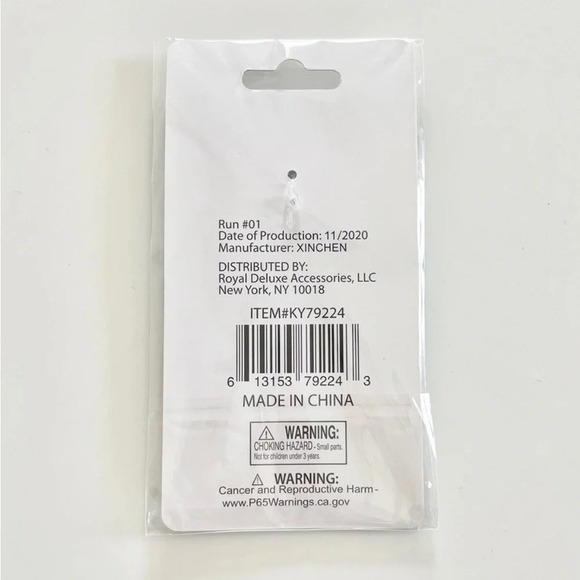 Run #01
Date of Production: 11/2020
Manufacturer: XINCHEN
DISTRIBUTED BY:
Royal Deluxe Accessories, LLC
New York, NY 10018
ITEM#KY79224
6 13153 79224 3
MADE IN CHINA
WARNING:
CHOKING HAZARD - Small parts.
Not for children under 3 years.
WARNING:
Cancer and Reproductive Harm -
www.P65Warnings.ca.gov